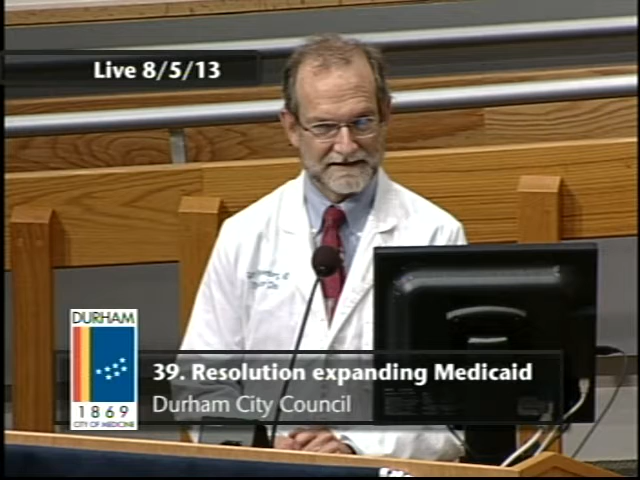 Live 8/5/13
DURHAM
1869
CITY OF MEDICINE
39. Resolution expanding Medicaid
Durham City Council